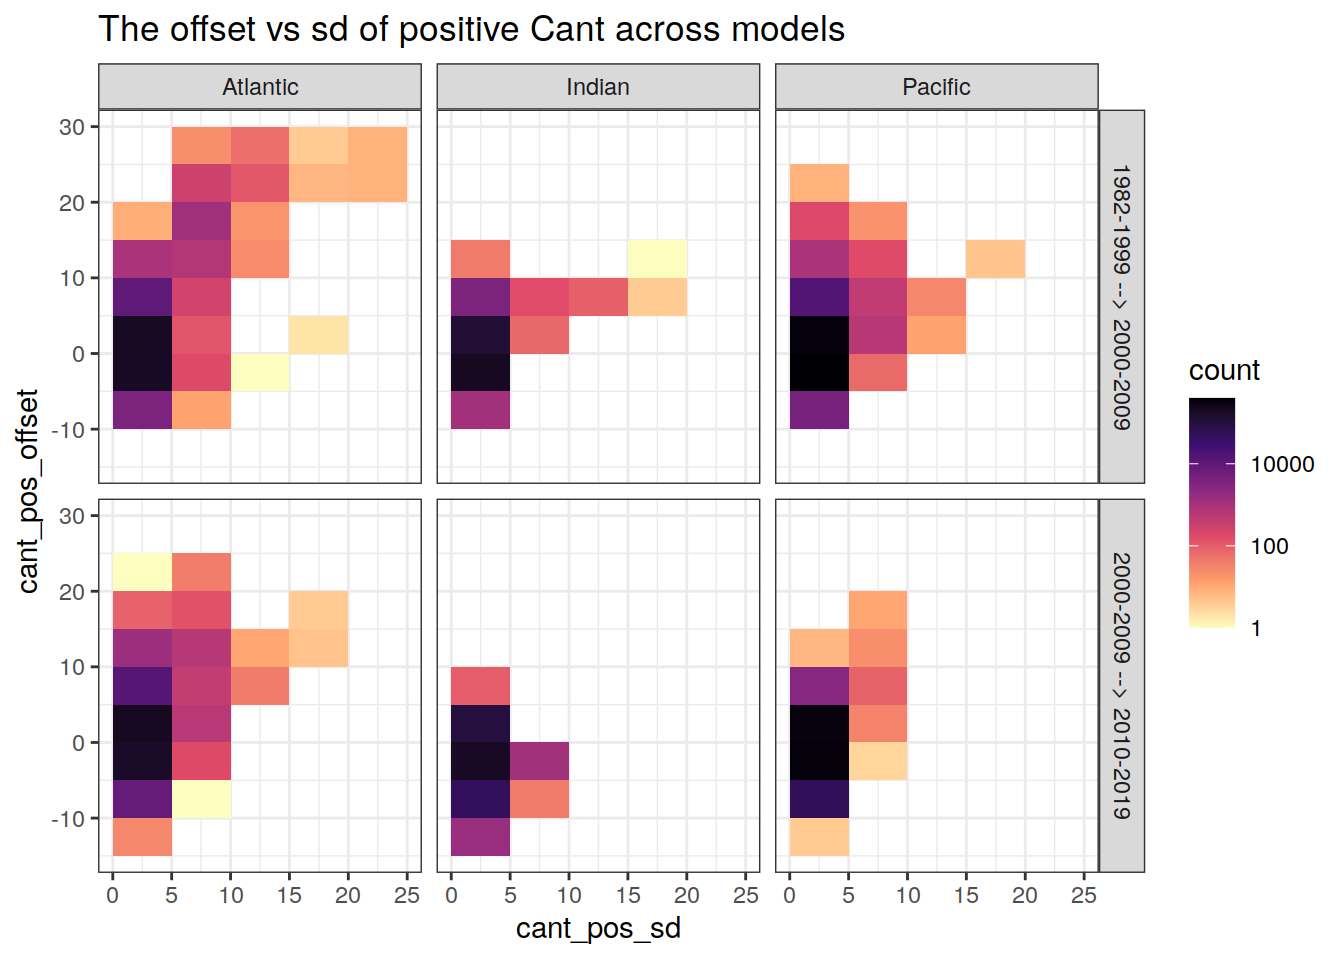 The offset vs sd of positive Cant across models
Atlantic
Indian
Pacific
30
20
10
0
-10
1982-1999 --> 2000-2009
30
20
10
0
-10
2000-2009 --> 2010-2019
cant_pos_offset
0 5 10 15 20 25
0 5 10 15 20 25
0 5 10 15 20 25
cant_pos_sd
count
10000
100
1